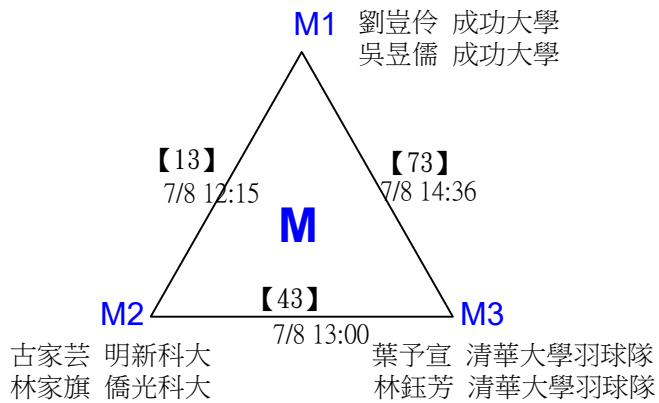 M1 劉豈伶 成功大學
吳昱儒 成功大學
【13】 【73】
7/8 12:15 7/8 14:36
M
【43】
M2 M3
7/8 13:00
古家芸 明新科大 葉予宣 清華大學羽球隊
林家旗 僑光科大 林鈺芳 清華大學羽球隊